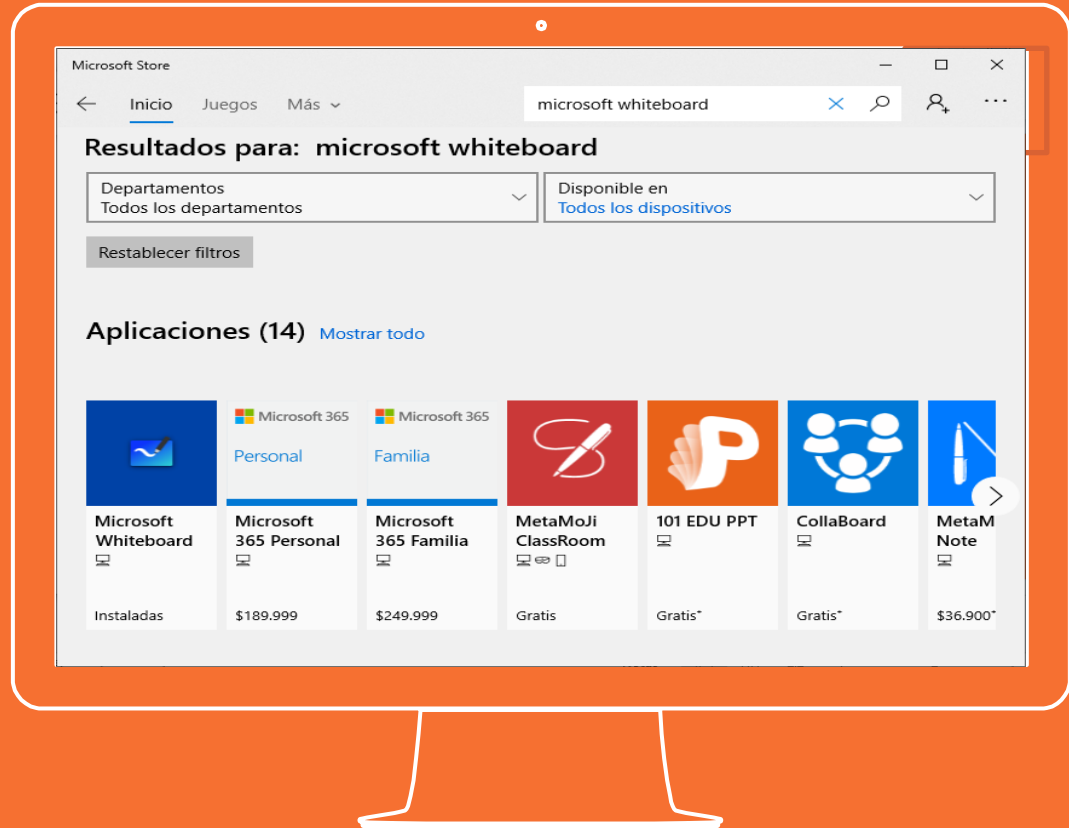 Microsoft Store
Inicio Juegos Más
microsoft whiteboard
Resultados para: microsoft whiteboard
Departamentos
Todos los departamentos
Disponible en
Todos los dispositivos
Restablecer filtros
Aplicaciones (14) Mostrar todo
Microsoft 365
Personal
Microsoft 365
Familia
Microsoft
Whiteboard
Instaladas
Microsoft
365 Personal
$189.999
Microsoft
365 Familia
$249.999
MetaMoJi
ClassRoom
Gratis
101 EDU PPT
Gratis*
CollaBoard
Gratis*
MetaM
Note
$36.900*